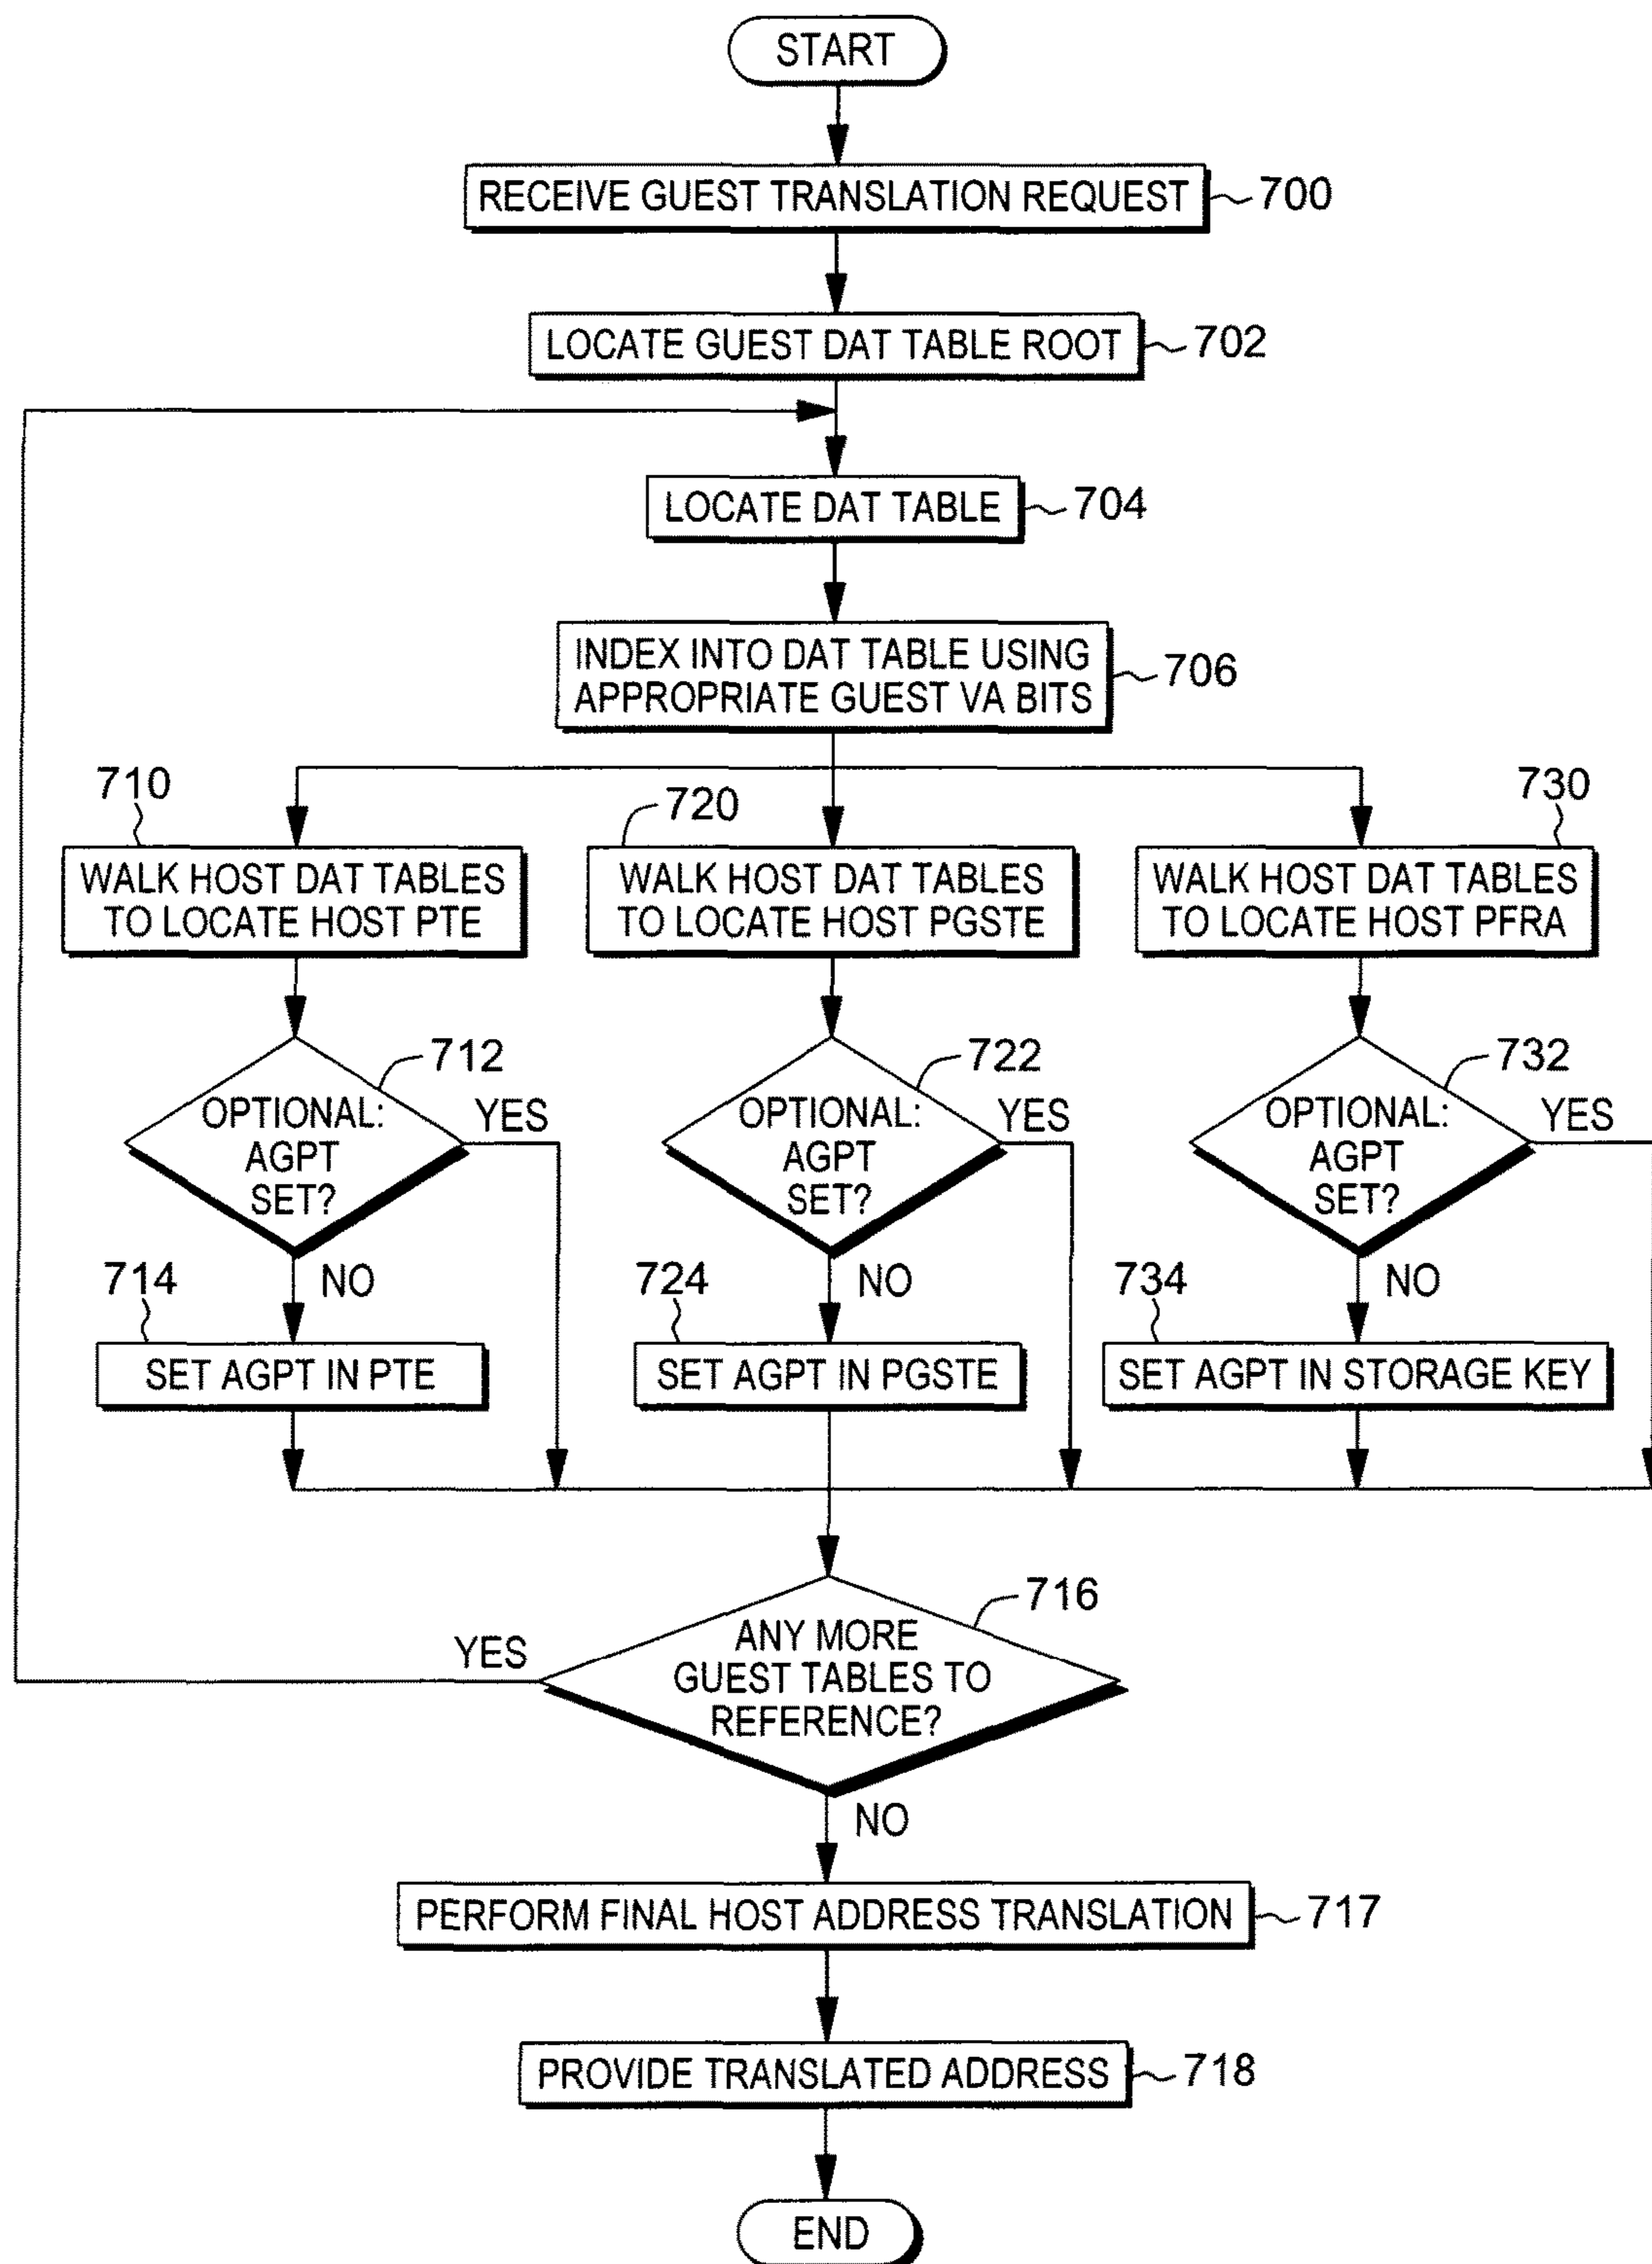 START
RECEIVE GUEST TRANSLATION REQUEST
700
LOCATE GUEST DAT TABLE ROOT
702
LOCATE DAT TABLE
704
INDEX INTO DAT TABLE USING
APPROPRIATE GUEST VA BITS
706
710
WALK HOST DAT TABLES
TO LOCATE HOST PTE
720
WALK HOST DAT TABLES
TO LOCATE HOST PGSTE
730
WALK HOST DAT TABLES
TO LOCATE HOST PFRA
712
OPTIONAL:
AGPT
SET?
YES
NO
722
OPTIONAL:
AGPT
SET?
YES
NO
732
OPTIONAL:
AGPT
SET?
YES
NO
714
SET AGPT IN PTE
724
SET AGPT IN PGSTE
734
SET AGPT IN STORAGE KEY
716
ANY MORE
GUEST TABLES TO
REFERENCE?
YES
NO
PERFORM FINAL HOST ADDRESS TRANSLATION
717
PROVIDE TRANSLATED ADDRESS
718
END